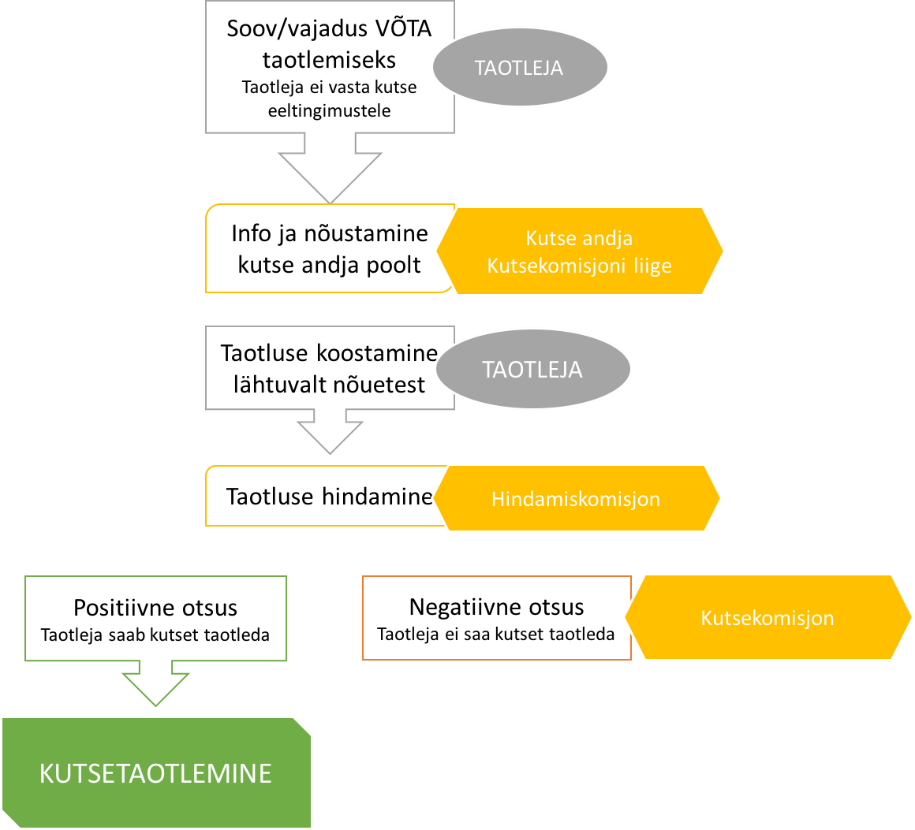 Soov/vajadus VÕTA
taotlemiseks
Taotleja ei vasta kutse
eeltingimustele
TAOTLEJA
Info ja nõustamine
kutse andja poolt
Kutse andja
Kutsekomisjoni liige
Taotluse koostamine
lähtuvalt nõuetest
TAOTLEJA
Taotluse hindamine
Hindamiskomisjon
Positiivne otsus
Taotleja saab kutset taotleda
Negatiivne otsus
Taotleja ei saa kutset taotleda
Kutsekomisjon
KUTSETAOTLEMINE